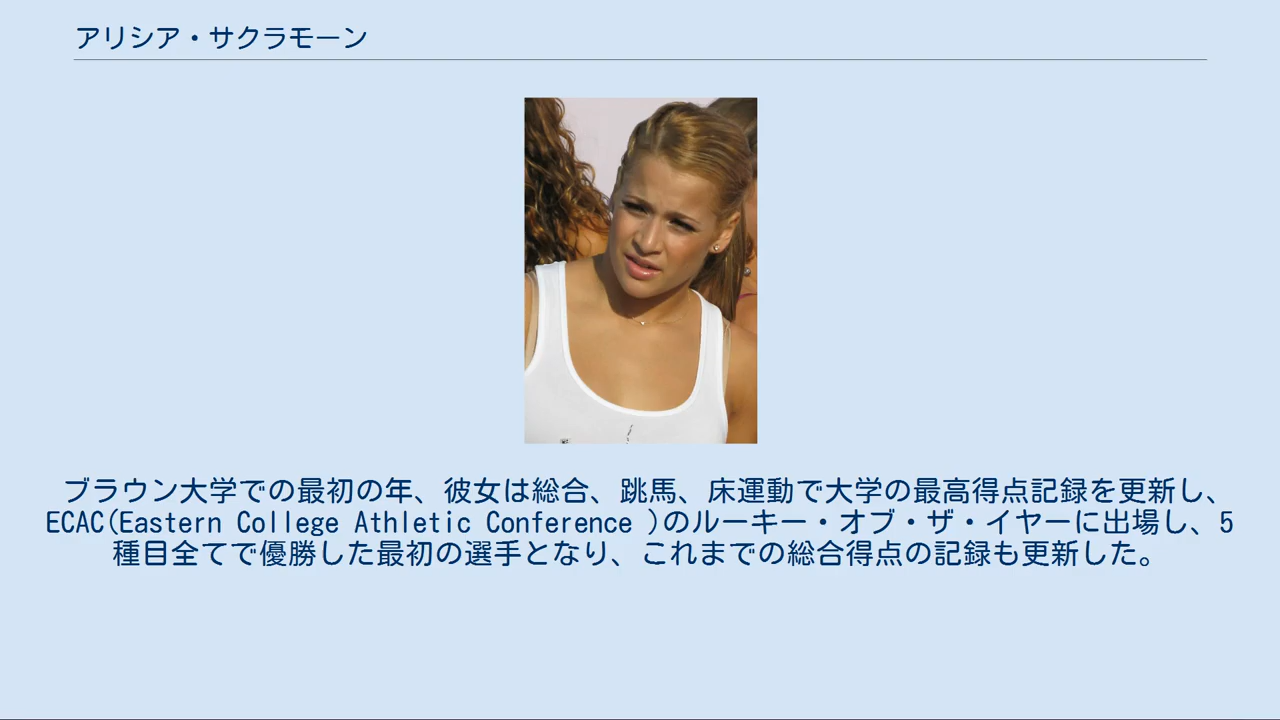 アリシア・サクラモーン
ブラウン大学での最初の年、彼女は総合、跳馬、床運動で大学の最高得点記録を更新し、
ECAC(Eastern College Athletic Conference )のルーキー・オブ・ザ・イヤーに出場し、5
種目全てで優勝した最初の選手となり、これまでの総合得点の記録も更新した。